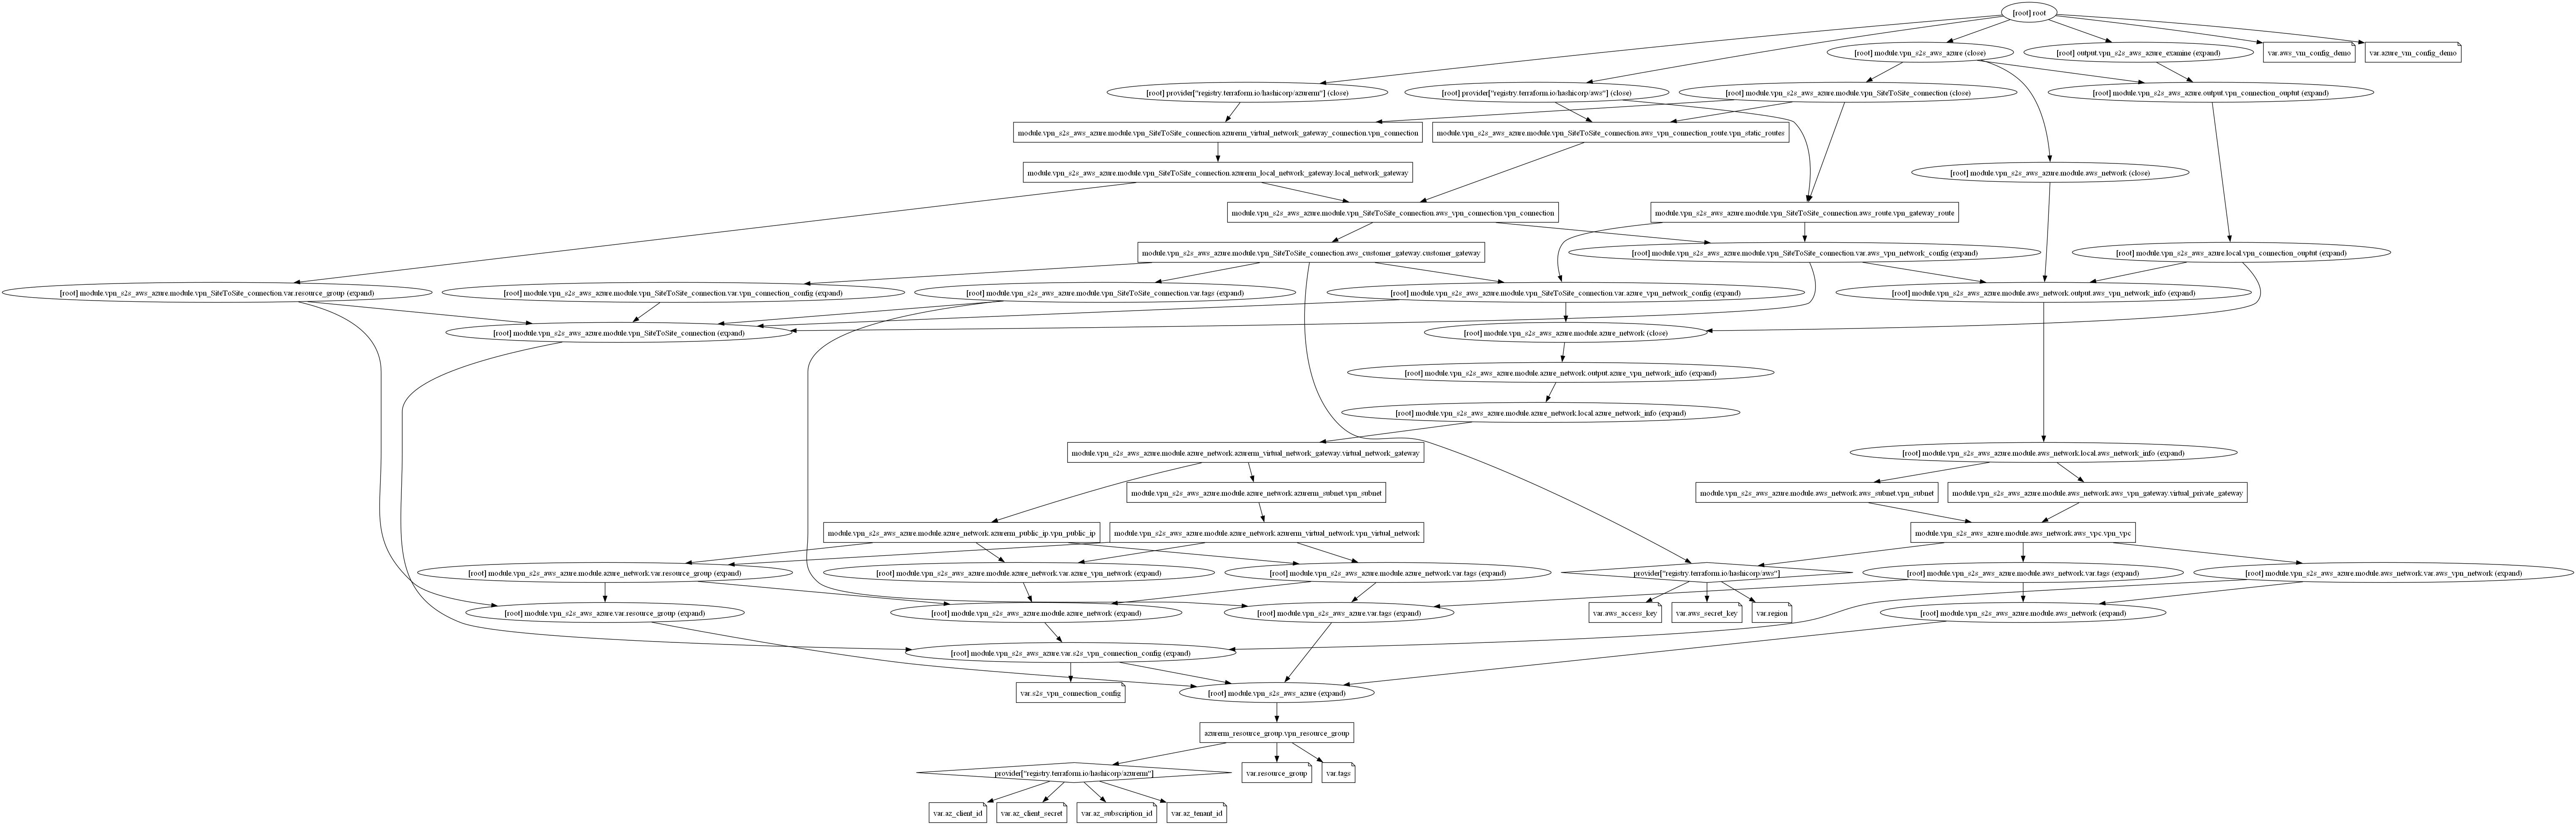 [root] root
[root] module.vpn_s2s_aws_azure (close)
[root] output.vpn_s2s_aws_azure_examine (expand)
var.aws_vm_config_demo
var.azure_vm_config_demo
[root] provider["registry.terraform.io/hashicorp/azurerm"] (close)
[root] provider["registry.terraform.io/hashicorp/aws"] (close)
[root] module.vpn_s2s_aws_azure.module.vpn_SiteToSite_connection (close)
[root] module.vpn_s2s_aws_azure.output.vpn_connection_ouptut (expand)
module.vpn_s2s_aws_azure.module.vpn_SiteToSite_connection.azurerm_virtual_network_gateway_connection.vpn_connection
module.vpn_s2s_aws_azure.module.vpn_SiteToSite_connection.aws_vpn_connection_route.vpn_static_routes
module.vpn_s2s_aws_azure.module.vpn_SiteToSite_connection.azurerm_local_network_gateway.local_network_gateway
[root] module.vpn_s2s_aws_azure.module.aws_network (close)
module.vpn_s2s_aws_azure.module.vpn_SiteToSite_connection.aws_vpn_connection.vpn_connection
module.vpn_s2s_aws_azure.module.vpn_SiteToSite_connection.aws_route.vpn_gateway_route
module.vpn_s2s_aws_azure.module.vpn_SiteToSite_connection.aws_customer_gateway.customer_gateway
[root] module.vpn_s2s_aws_azure.module.vpn_SiteToSite_connection.var.aws_vpn_network_config (expand)
[root] module.vpn_s2s_aws_azure.local.vpn_connection_ouptut (expand)
[root] module.vpn_s2s_aws_azure.module.vpn_SiteToSite_connection.var.resource_group (expand)
[root] module.vpn_s2s_aws_azure.module.vpn_SiteToSite_connection.var.vpn_connection_config (expand)
[root] module.vpn_s2s_aws_azure.module.vpn_SiteToSite_connection.var.tags (expand)
[root] module.vpn_s2s_aws_azure.module.vpn_SiteToSite_connection.var.azure_vpn_network_config (expand)
[root] module.vpn_s2s_aws_azure.module.aws_network.output.aws_vpn_network_info (expand)
[root] module.vpn_s2s_aws_azure.module.vpn_SiteToSite_connection (expand)
[root] module.vpn_s2s_aws_azure.module.azure_network (close)
[root] module.vpn_s2s_aws_azure.module.azure_network.output.azure_vpn_network_info (expand)
[root] module.vpn_s2s_aws_azure.module.azure_network.local.azure_network_info (expand)
module.vpn_s2s_aws_azure.module.azure_network.azurerm_virtual_network_gateway.virtual_network_gateway
[root] module.vpn_s2s_aws_azure.module.aws_network.local.aws_network_info (expand)
module.vpn_s2s_aws_azure.module.azure_network.azurerm_subnet.vpn_subnet
module.vpn_s2s_aws_azure.module.aws_network.aws_subnet.vpn_subnet
module.vpn_s2s_aws_azure.module.aws_network.aws_vpn_gateway.virtual_private_gateway
module.vpn_s2s_aws_azure.module.azure_network.azurerm_public_ip.vpn_public_ip
module.vpn_s2s_aws_azure.module.azure_network.azurerm_virtual_network.vpn_virtual_network
module.vpn_s2s_aws_azure.module.aws_network.aws_vpc.vpn_vpc
[root] module.vpn_s2s_aws_azure.module.azure_network.var.resource_group (expand)
[root] module.vpn_s2s_aws_azure.module.azure_network.var.azure_vpn_network (expand)
[root] module.vpn_s2s_aws_azure.module.azure_network.var.tags (expand)
provider["registry.terraform.io/hashicorp/aws"]
[root] module.vpn_s2s_aws_azure.module.aws_network.var.tags (expand)
[root] module.vpn_s2s_aws_azure.module.aws_network.var.aws_vpn_network (expand)
[root] module.vpn_s2s_aws_azure.var.resource_group (expand)
[root] module.vpn_s2s_aws_azure.module.azure_network (expand)
[root] module.vpn_s2s_aws_azure.var.tags (expand)
var.aws_access_key
var.aws_secret_key
var.region
[root] module.vpn_s2s_aws_azure.module.aws_network (expand)
[root] module.vpn_s2s_aws_azure.var.s2s_vpn_connection_config (expand)
var.s2s_vpn_connection_config
[root] module.vpn_s2s_aws_azure (expand)
azurerm_resource_group.vpn_resource_group
provider["registry.terraform.io/hashicorp/azurerm"]
var.resource_group
var.tags
var.az_client_id
var.az_client_secret
var.az_subscription_id
var.az_tenant_id